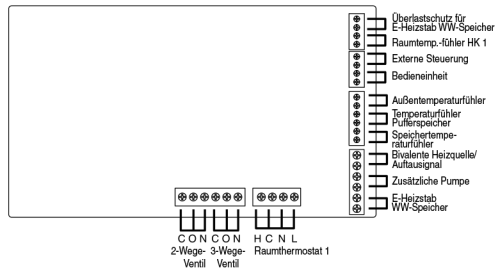 Überlastschutz für
E-Heizstab WW-Speicher
Raumtemp.-fühler HK 1
Externe Steuerung
Bedieneinheit
Außentemperaturfühler
Temperaturfühler
Pufferspeicher
Speichertempe-
raturfühler
Bivalente Heizquelle/
Auftausignal
Zusätzliche Pumpe
E-Heizstab
WW-Speicher
C O N C O N H C N L
2-Wege- 3-Wege- Raumthermostat 1
Ventil Ventil